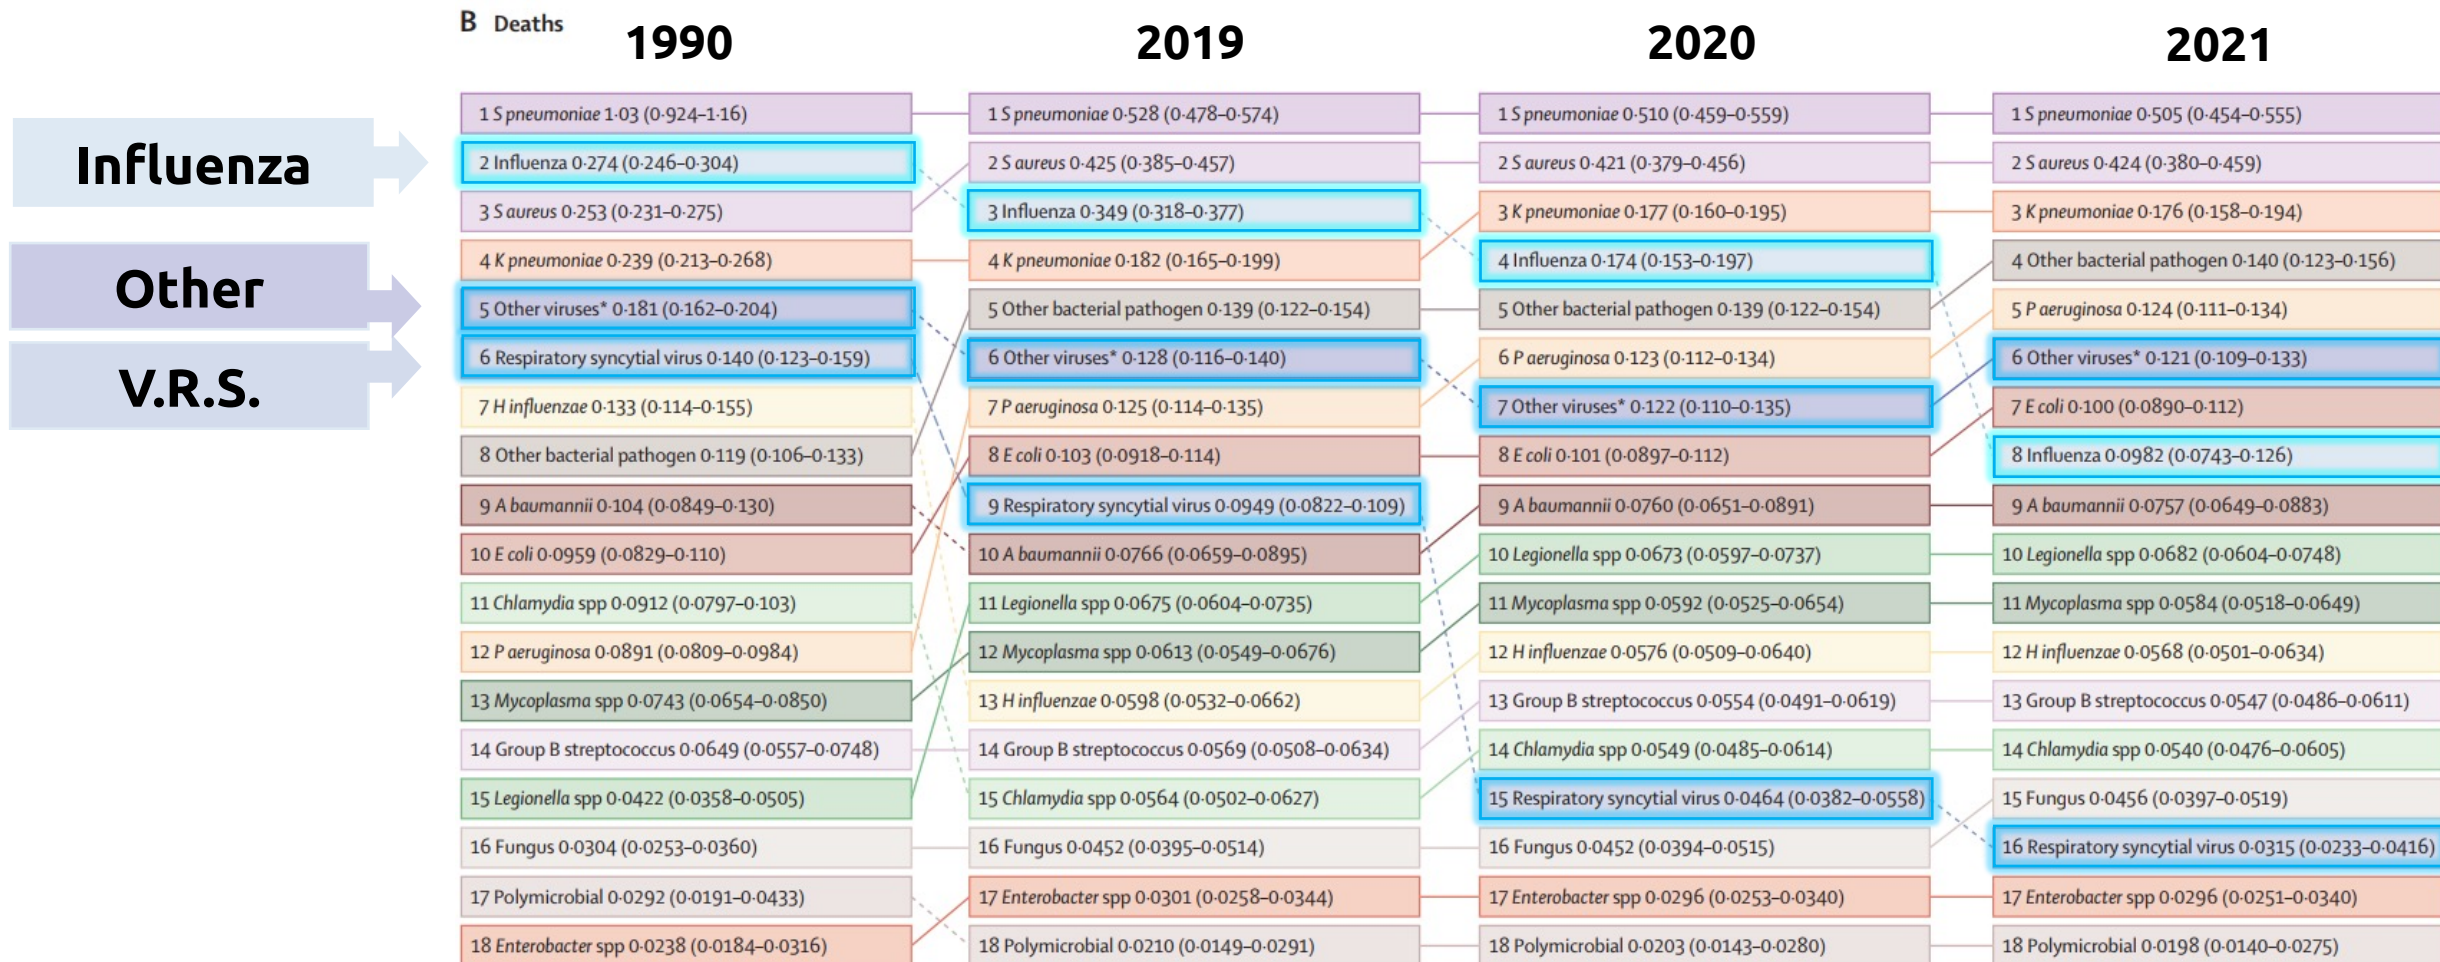 B Deaths
1990
2019
2020
2021
Influenza
Other
V.R.S.
1 S pneumoniae 1·03 (0·924–1·16)
2 Influenza 0·274 (0·246–0·304)
3 S aureus 0·253 (0·231–0·275)
4 K pneumoniae 0·239 (0·213–0·268)
5 Other viruses* 0·181 (0·162–0·204)
6 Respiratory syncytial virus 0·140 (0·123–0·159)
7 H influenzae 0·133 (0·114–0·155)
8 Other bacterial pathogen 0·119 (0·106–0·133)
9 A baumannii 0·104 (0·0849–0·130)
10 E coli 0·0959 (0·0829–0·110)
11 Chlamydia spp 0·0912 (0·0797–0·103)
12 P aeruginosa 0·0891 (0·0809–0·0984)
13 Mycoplasma spp 0·0743 (0·0654–0·0850)
14 Group B streptococcus 0·0649 (0·0557–0·0748)
15 Legionella spp 0·0422 (0·0358–0·0505)
16 Fungus 0·0304 (0·0253–0·0360)
17 Polymicrobial 0·0292 (0·0191–0·0433)
18 Enterobacter spp 0·0238 (0·0184–0·0316)
1 S pneumoniae 0·528 (0·478–0·574)
2 S aureus 0·425 (0·385–0·457)
3 Influenza 0·349 (0·318–0·377)
4 K pneumoniae 0·182 (0·165–0·199)
5 Other bacterial pathogen 0·139 (0·122–0·154)
6 Other viruses* 0·128 (0·116–0·140)
7 P aeruginosa 0·125 (0·114–0·135)
8 E coli 0·103 (0·0918–0·114)
9 Respiratory syncytial virus 0·0949 (0·0822–0·109)
10 A baumannii 0·0766 (0·0659–0·0895)
11 Legionella spp 0·0675 (0·0604–0·0735)
12 Mycoplasma spp 0·0613 (0·0549–0·0676)
13 H influenzae 0·0598 (0·0532–0·0662)
14 Group B streptococcus 0·0569 (0·0508–0·0634)
15 Chlamydia spp 0·0564 (0·0502–0·0627)
16 Fungus 0·0452 (0·0395–0·0514)
17 Enterobacter spp 0·0301 (0·0258–0·0344)
18 Polymicrobial 0·0210 (0·0149–0·0291)
1 S pneumoniae 0·510 (0·459–0·559)
2 S aureus 0·421 (0·379–0·456)
3 K pneumoniae 0·177 (0·160–0·195)
4 Influenza 0·174 (0·153–0·197)
5 Other bacterial pathogen 0·139 (0·122–0·154)
6 P aeruginosa 0·123 (0·112–0·134)
7 Other viruses* 0·122 (0·110–0·135)
8 E coli 0·101 (0·0897–0·112)
9 A baumannii 0·0760 (0·0651–0·0891)
10 Legionella spp 0·0673 (0·0597–0·0737)
11 Mycoplasma spp 0·0592 (0·0525–0·0654)
12 H influenzae 0·0576 (0·0509–0·0640)
13 Group B streptococcus 0·0554 (0·0491–0·0619)
14 Chlamydia spp 0·0549 (0·0485–0·0614)
15 Respiratory syncytial virus 0·0464 (0·0382–0·0558)
16 Fungus 0·0452 (0·0394–0·0515)
17 Enterobacter spp 0·0296 (0·0253–0·0340)
18 Polymicrobial 0·0203 (0·0143–0·0280)
1 S pneumoniae 0·505 (0·454–0·555)
2 S aureus 0·424 (0·380–0·459)
3 K pneumoniae 0·176 (0·158–0·194)
4 Other bacterial pathogen 0·140 (0·123–0·156)
5 P aeruginosa 0·124 (0·111–0·134)
6 Other viruses* 0·121 (0·109–0·133)
7 E coli 0·100 (0·0890–0·112)
8 Influenza 0·0982 (0·0743–0·126)
9 A baumannii 0·0757 (0·0649–0·0883)
10 Legionella spp 0·0682 (0·0604–0·0748)
11 Mycoplasma spp 0·0584 (0·0518–0·0649)
12 H influenzae 0·0568 (0·0501–0·0634)
13 Group B streptococcus 0·0547 (0·0486–0·0611)
14 Chlamydia spp 0·0540 (0·0476–0·0605)
15 Fungus 0·0456 (0·0397–0·0519)
16 Respiratory syncytial virus 0·0315 (0·0233–0·0416)
17 Enterobacter spp 0·0296 (0·0251–0·0340)
18 Polymicrobial 0·0198 (0·0140–0·0275)